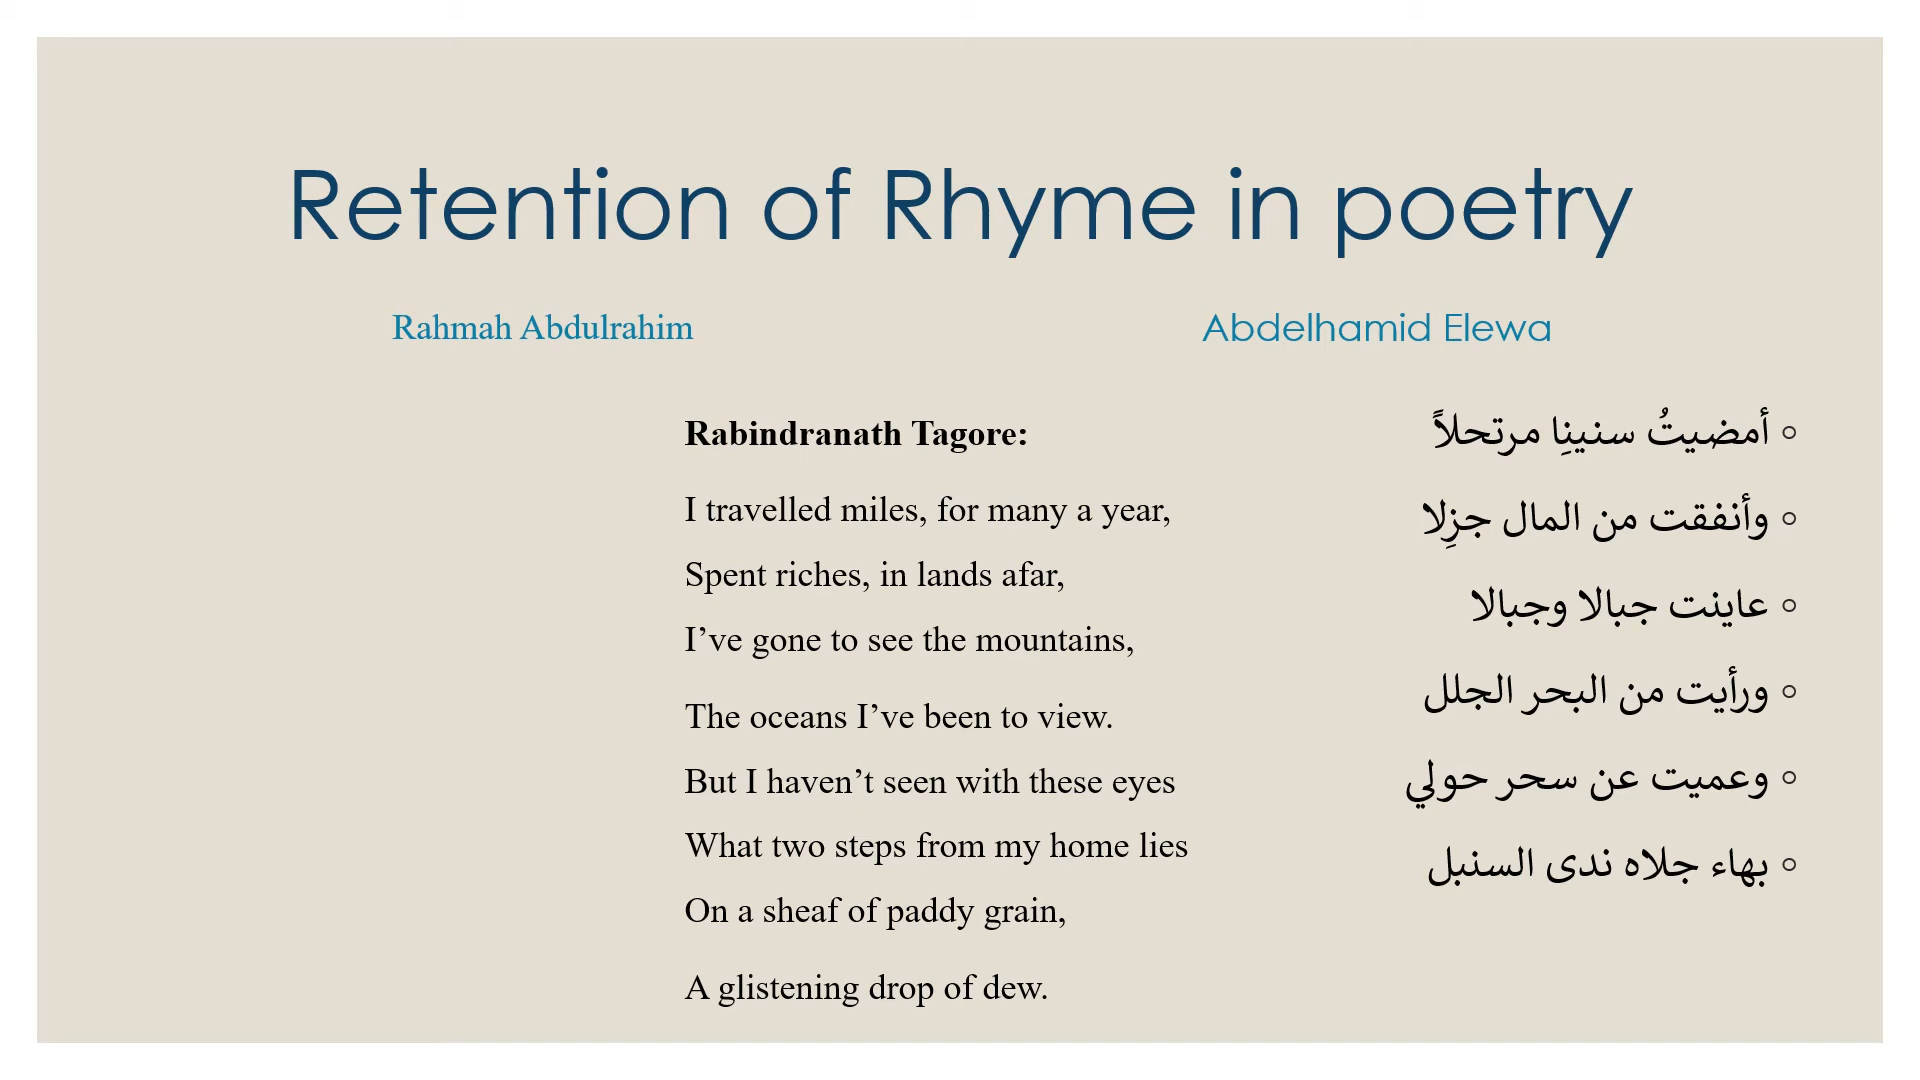 Retention of Rhyme in poetry
Rahmah Abdulrahim
Abdelhamid Elewa
Rabindranath Tagore:
I travelled miles, for many a year,
Spent riches, in lands afar,
I’ve gone to see the mountains,
The oceans I’ve been to view.
But I haven’t seen with these eyes
What two steps from my home lies
On a sheaf of paddy grain,
A glistening drop of dew.
أمضيتُ سنينِا مرتحلاً
وأنفقت من المال جزِلا
عاينت جبالا وجبالا
ورأيت من البحر الجلل
وعميت عن سحر حولي
بهاء جلاه ندى السنبل